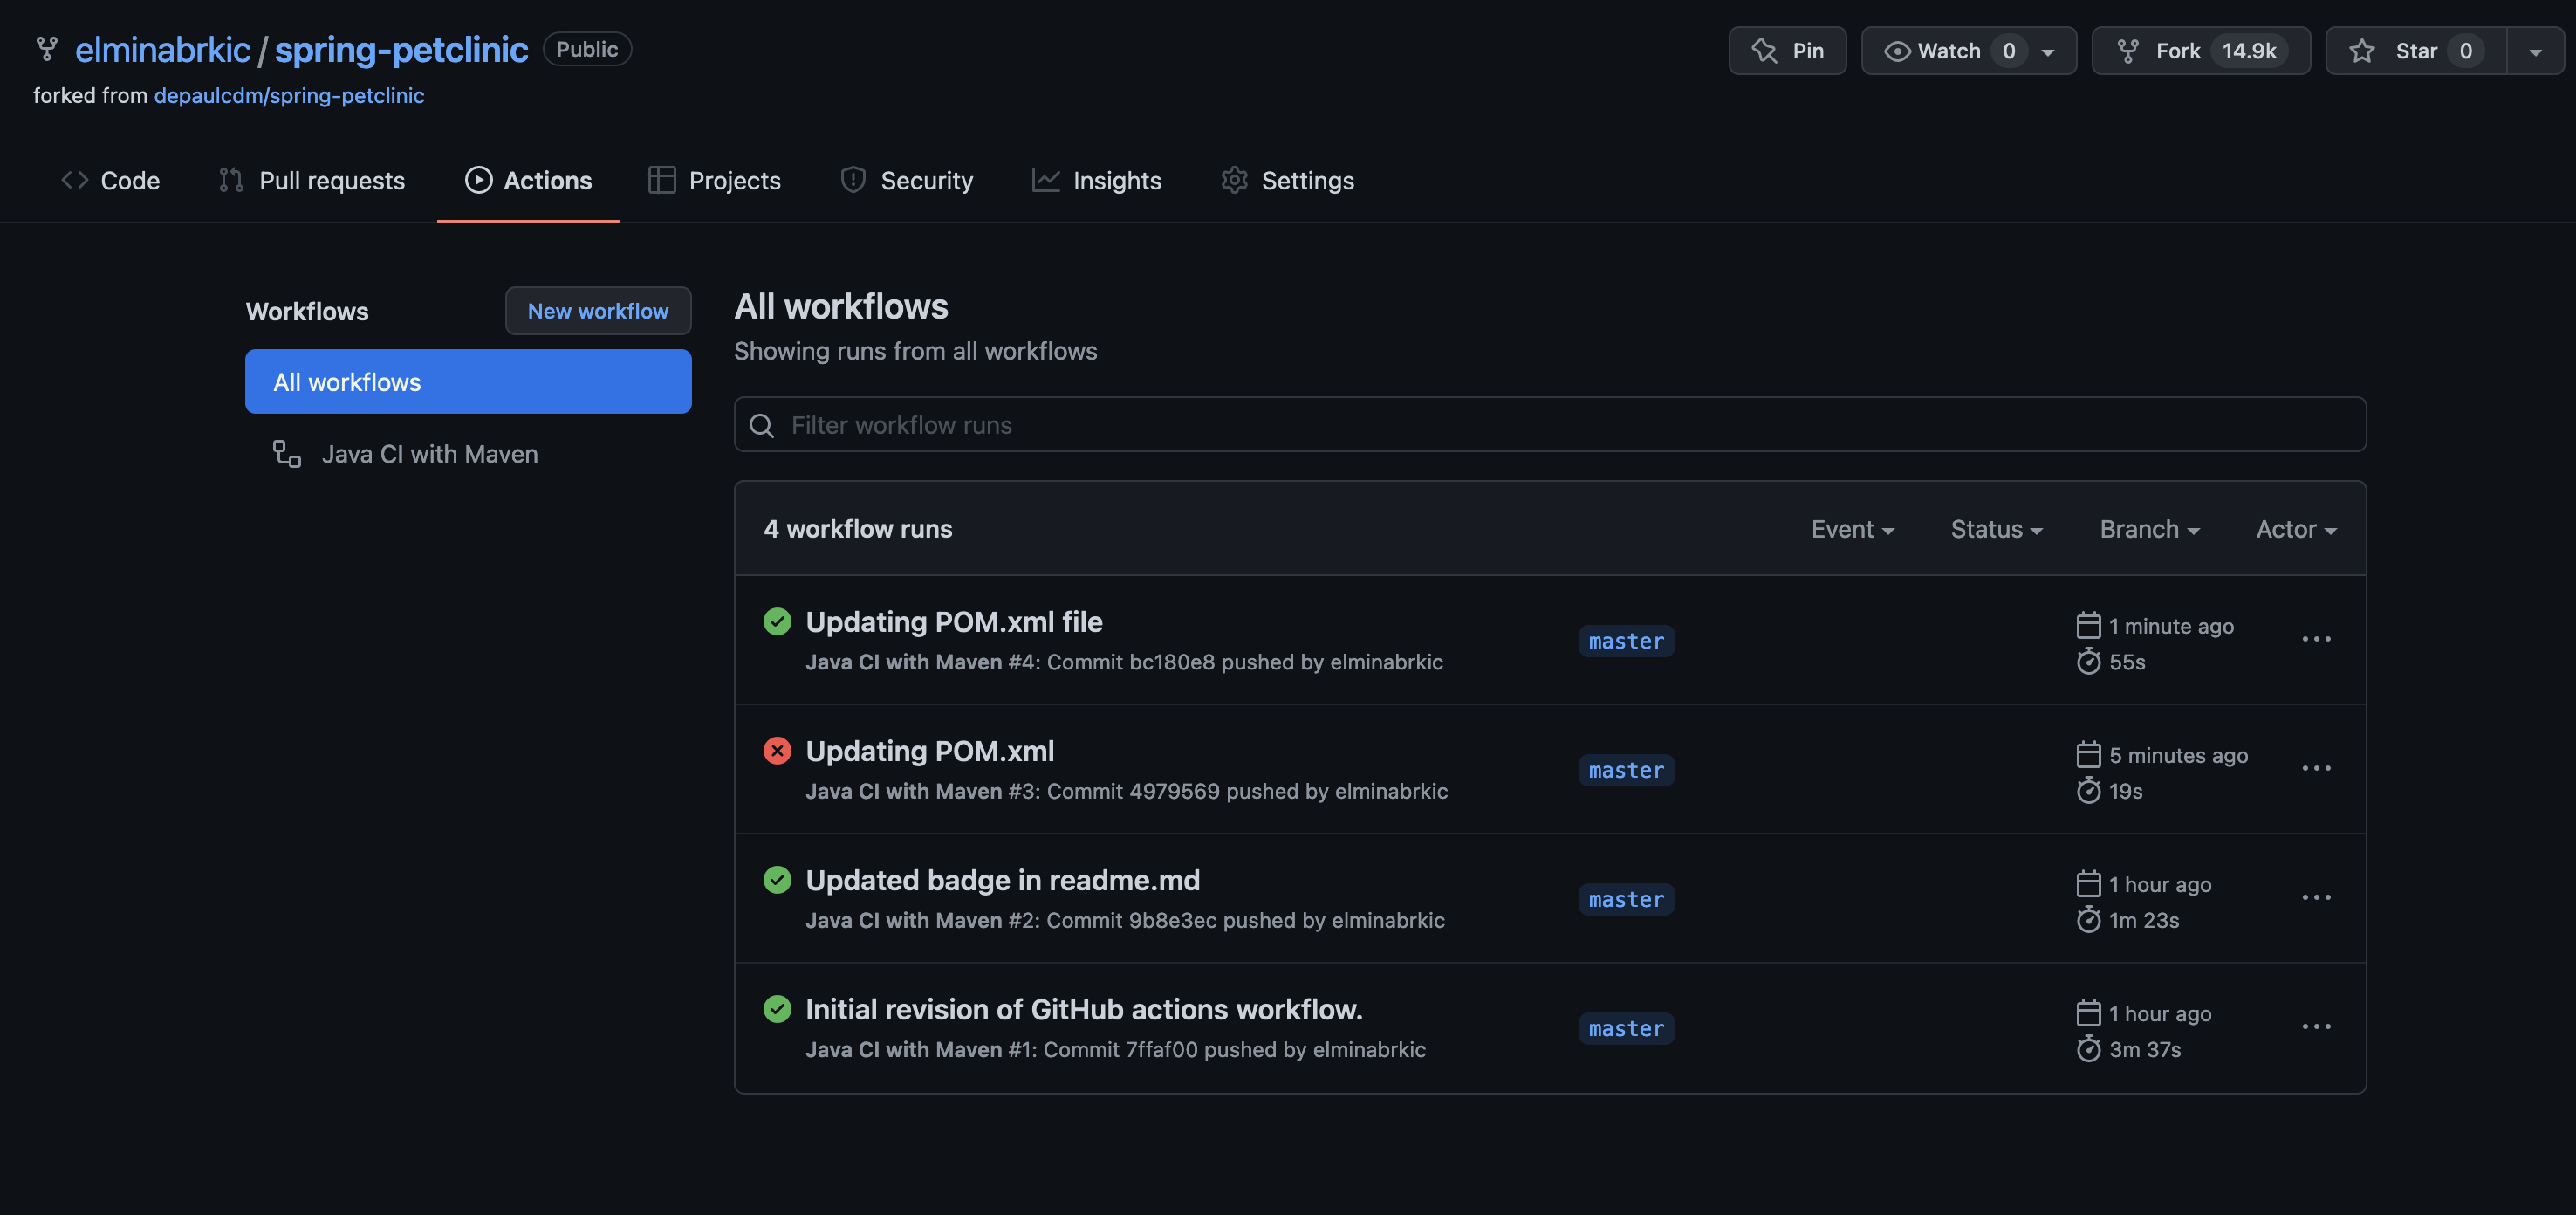 elminabrkic / spring-petclinic Public
Pin Watch 0 Fork 14.9k Star 0
forked from depaulcdm/spring-petclinic
Code Pull requests Actions Projects Security Insights Settings
Workflows New workflow
All workflows
Java CI with Maven
All workflows
Showing runs from all workflows
Filter workflow runs
4 workflow runs Event Status Branch Actor
Updating POM.xml file
Java CI with Maven #4: Commit bc180e8 pushed by elminabrkic
master
1 minute ago
55s
Updating POM.xml
Java CI with Maven #3: Commit 4979569 pushed by elminabrkic
master
5 minutes ago
19s
Updated badge in readme.md
Java CI with Maven #2: Commit 9b8e3ec pushed by elminabrkic
master
1 hour ago
1m 23s
Initial revision of GitHub actions workflow.
Java CI with Maven #1: Commit 7ffaf00 pushed by elminabrkic
master
1 hour ago
3m 37s